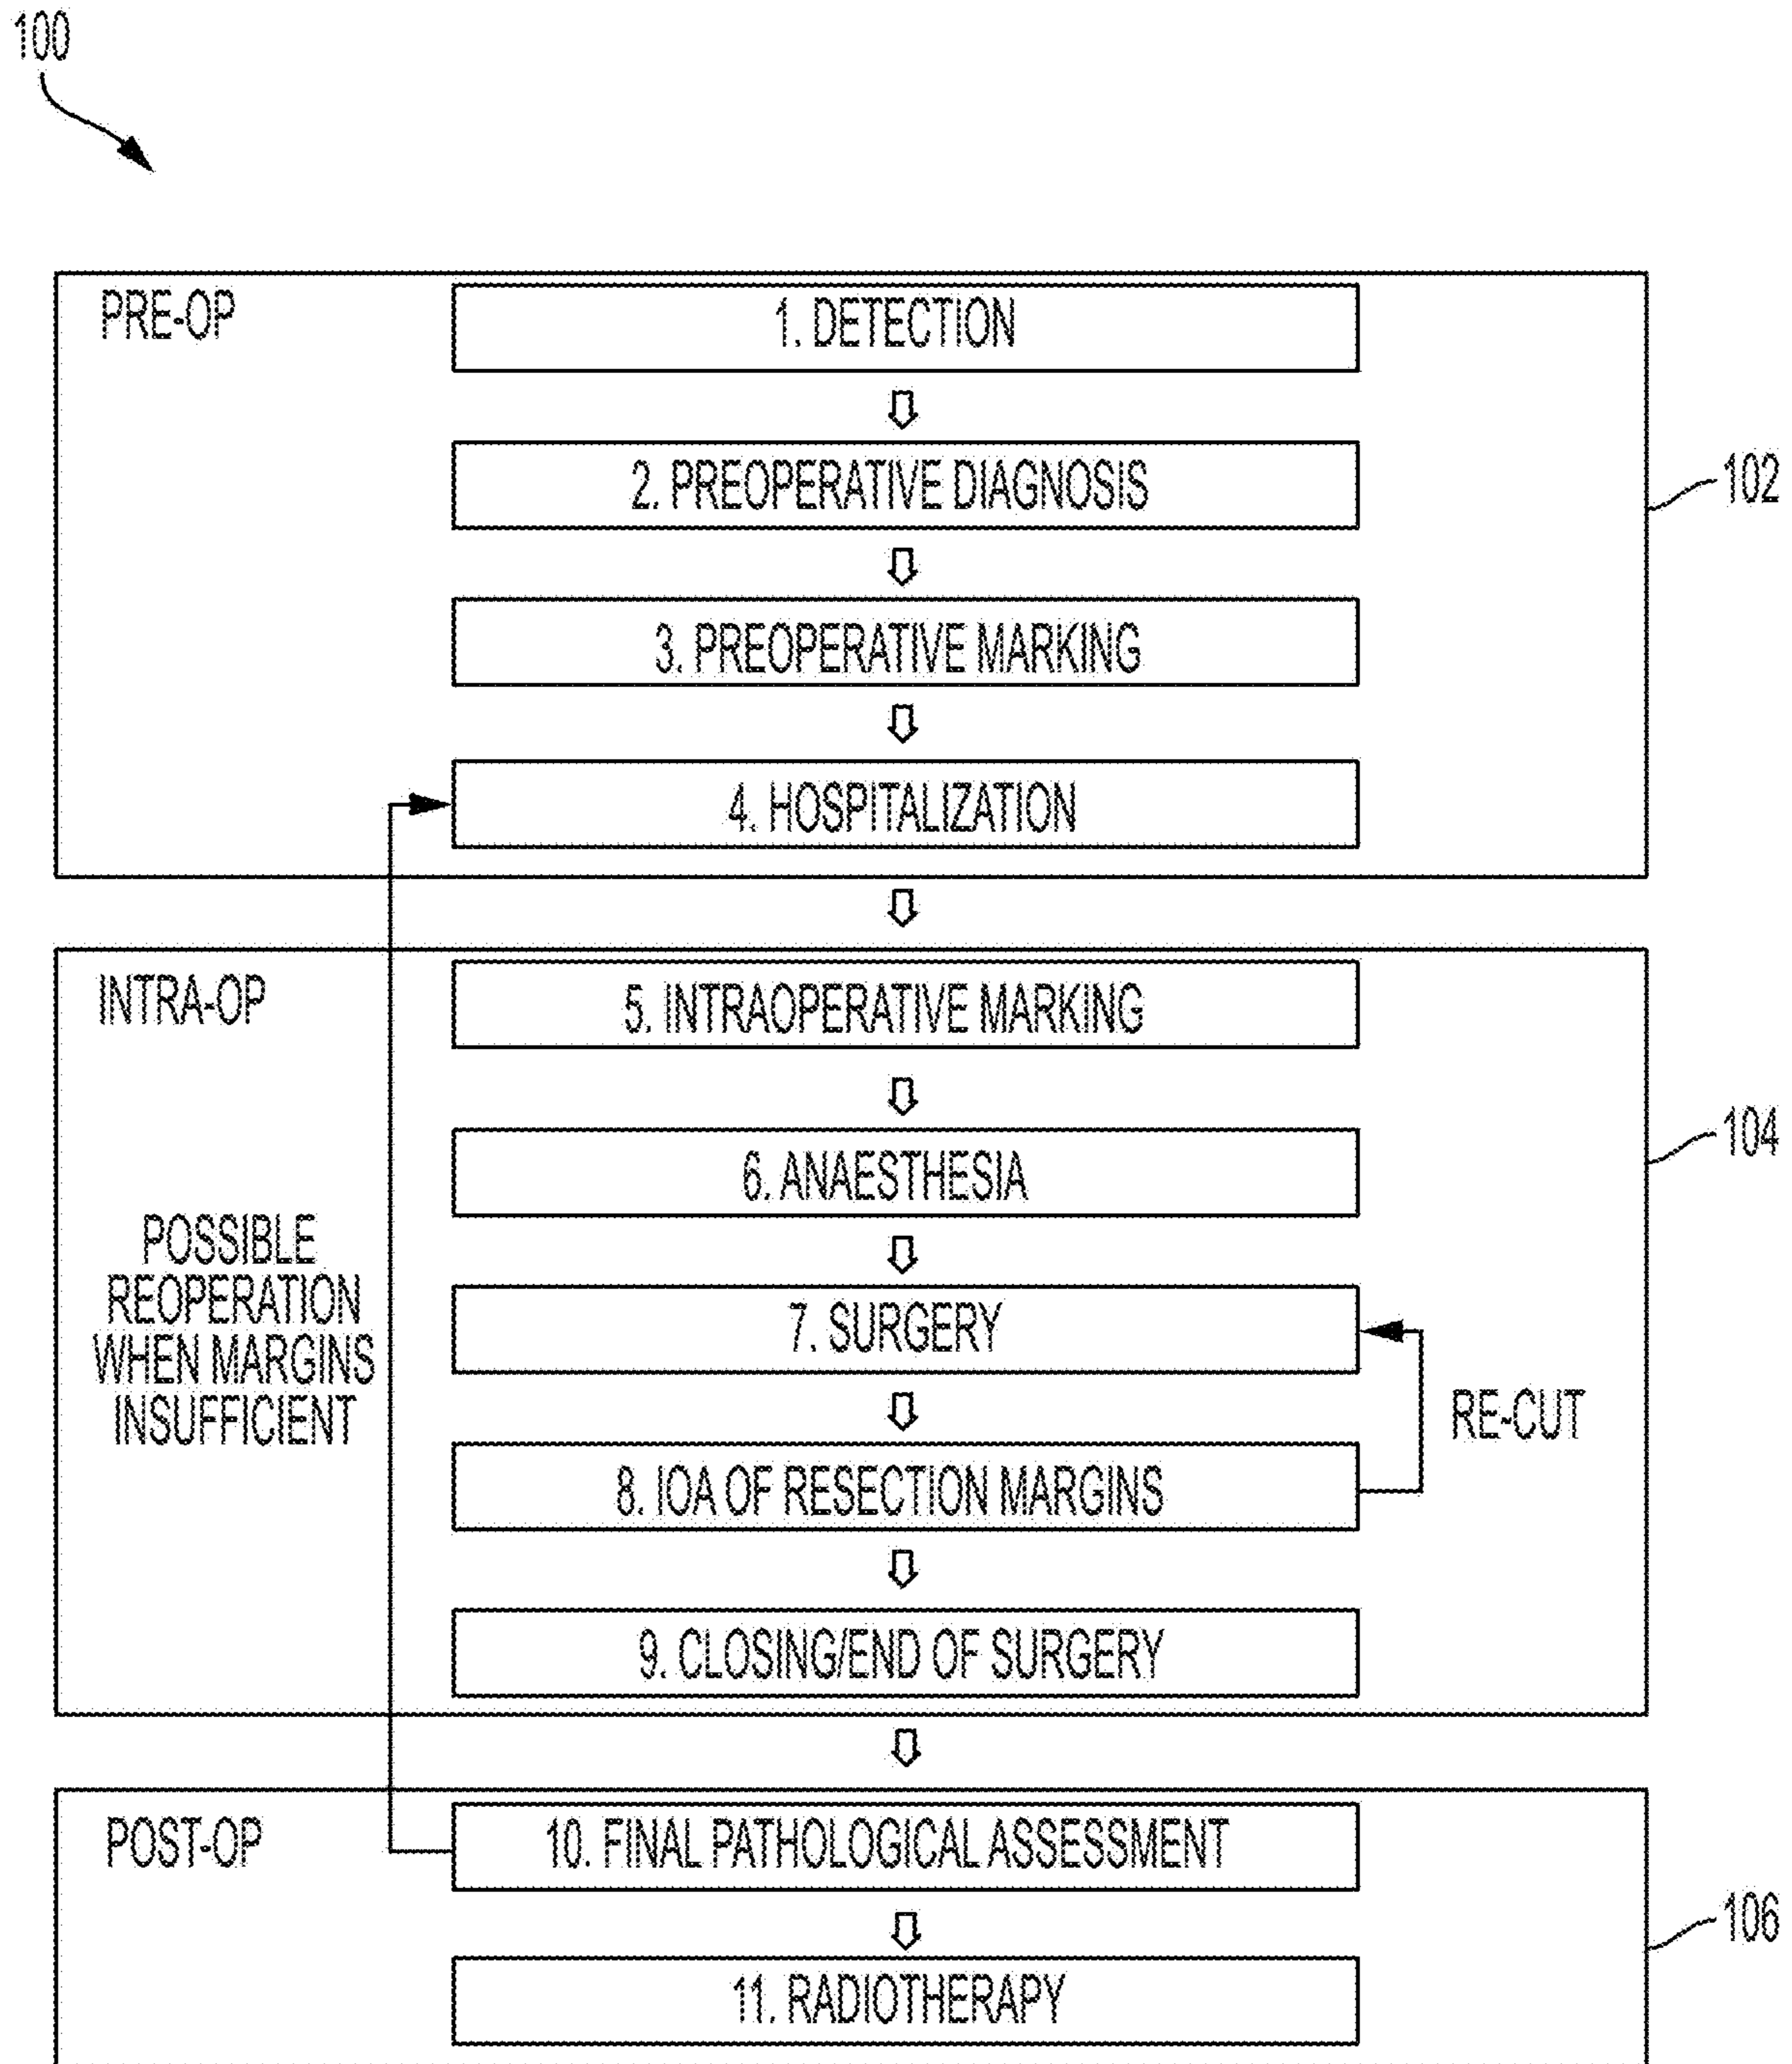 100
PRE-OP
1. DETECTION
2. PREOPERATIVE DIAGNOSIS
102
3. PREOPERATIVE MARKING
4. HOSPITALIZATION
INTRA-OP
5. INTRAOPERATIVE MARKING
104
6. ANAESTHESIA
POSSIBLE
REOPERATION
WHEN MARGINS
INSUFFICIENT
7. SURGERY
RE-CUT
8. IOA OF RESECTION MARGINS
9. CLOSING/END OF SURGERY
POST-OP
10. FINAL PATHOLOGICAL ASSESSMENT
106
11. RADIOTHERAPY